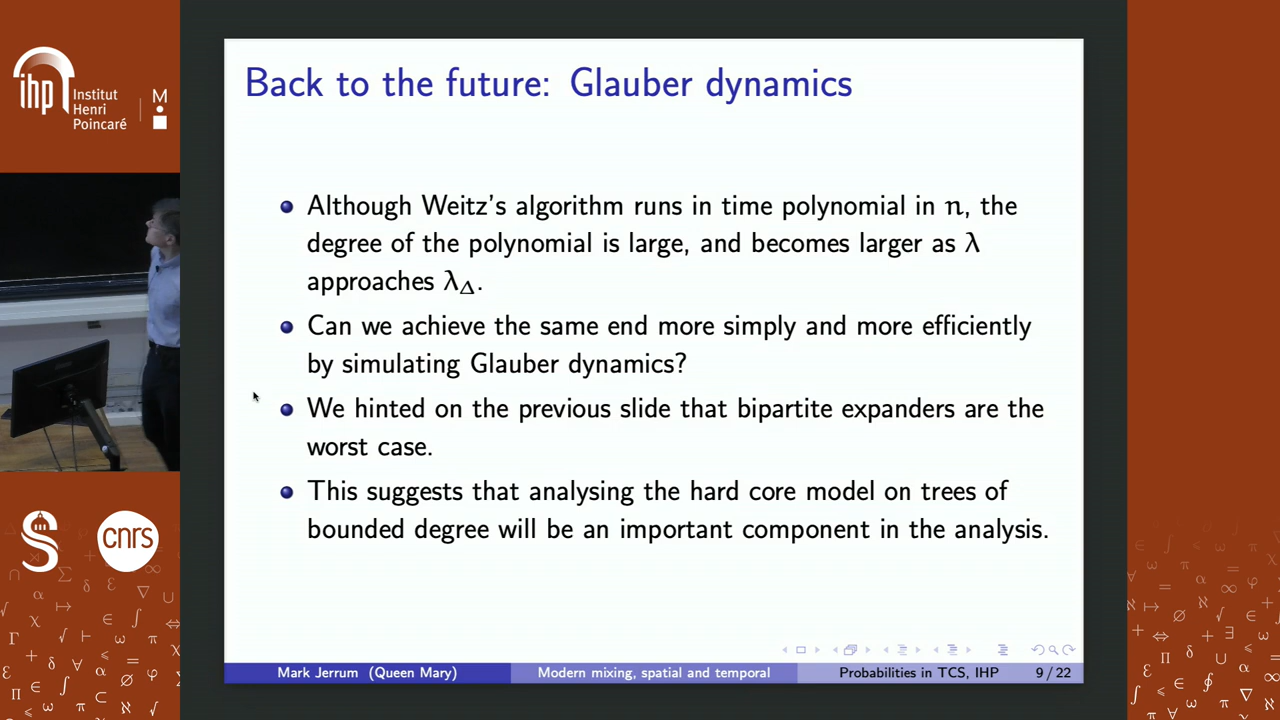 ihp
Institut
Henri
Poincaré
M
Back to the future: Glauber dynamics
Although Weitz's algorithm runs in time polynomial in n, the
degree of the polynomial is large, and becomes larger as λ
approaches λ_Δ.
Can we achieve the same end more simply and more efficiently
by simulating Glauber dynamics?
We hinted on the previous slide that bipartite expanders are the
worst case.
This suggests that analysing the hard core model on trees of
bounded degree will be an important component in the analysis.
cnrs
Mark Jerrum (Queen Mary)
Modern mixing, spatial and temporal
Probabilities in TCS, IHP
9 / 22